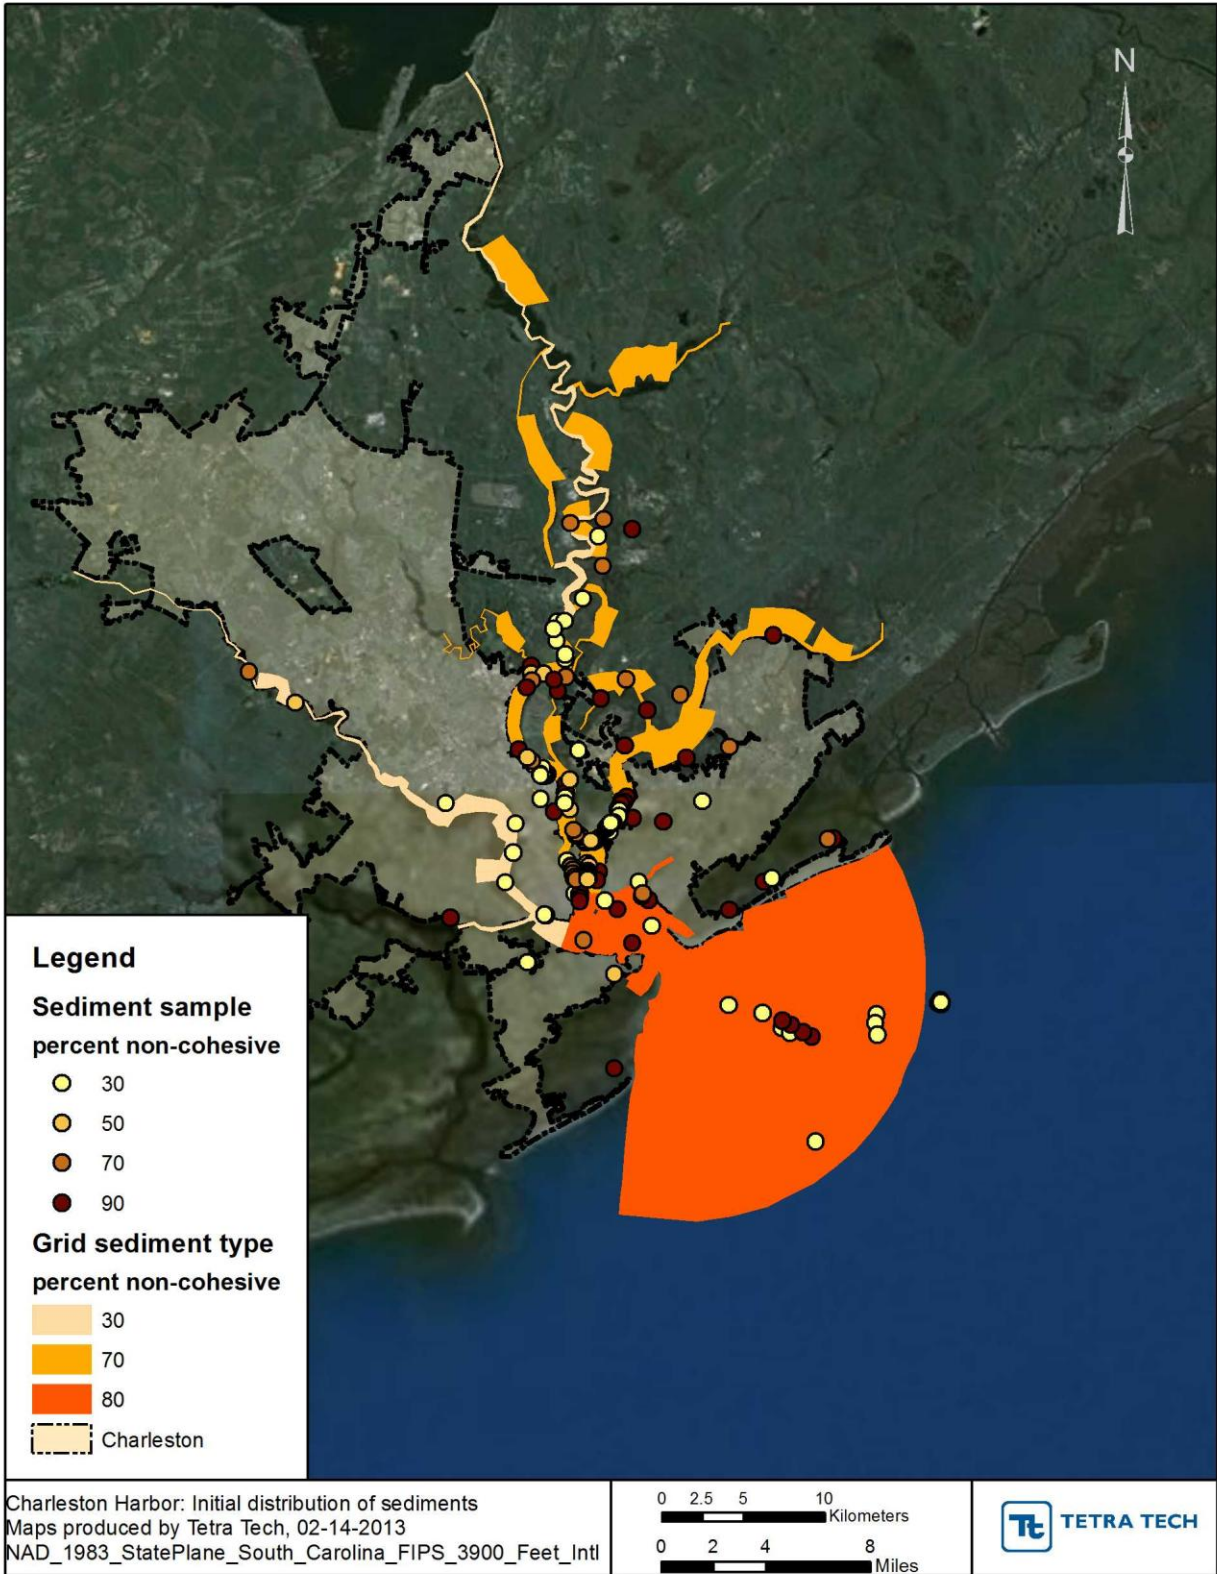 N
Legend
Sediment sample
percent non-cohesive
30
50
70
90
Grid sediment type
percent non-cohesive
30
70
80
Charleston
Charleston Harbor: Initial distribution of sediments
Maps produced by Tetra Tech, 02-14-2013
NAD_1983_StatePlane_South_Carolina_FIPS_3900_Feet_Intl
0 2.5 5 10
Kilometers
0 2 4 8
Miles
Tt TETRA TECH